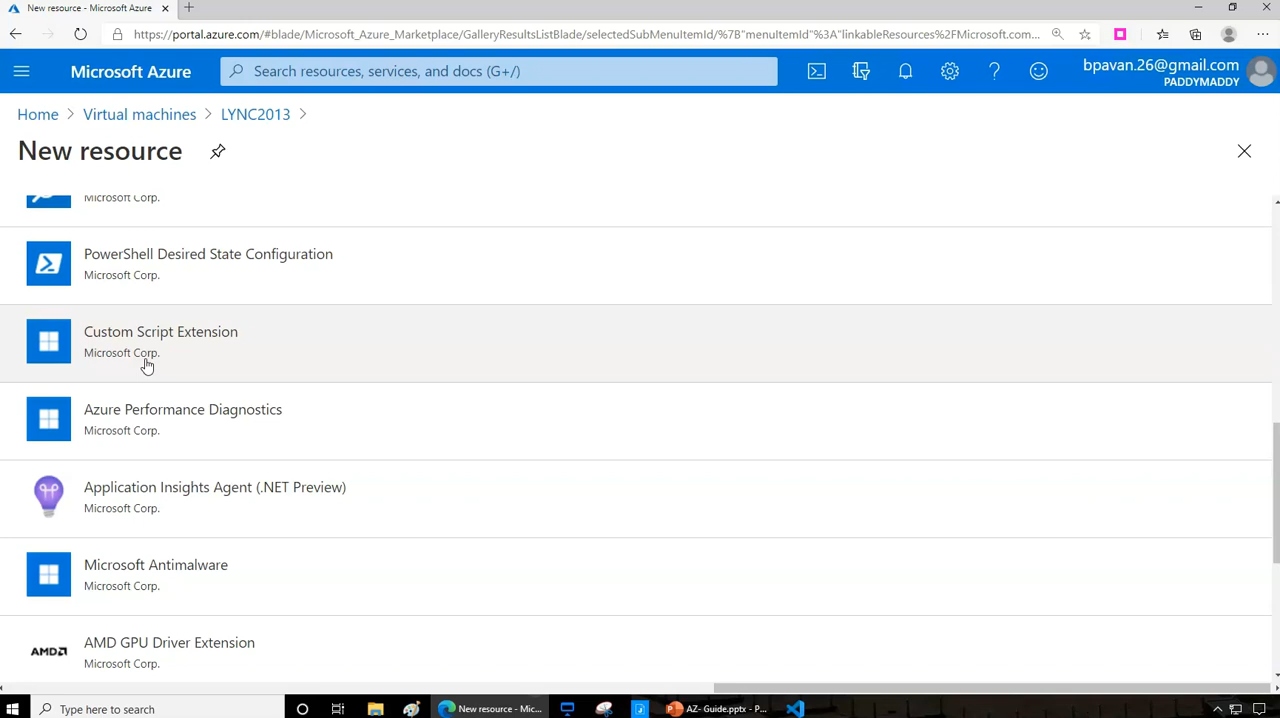 New resource - Microsoft Azure
https://portal.azure.com/#blade/Microsoft_Azure_Marketplace/GalleryResultsListBlade/selectedSubMenuItemId/%7B"menuItemId"%3A"linkableResources%2FMicrosoft.com...
Microsoft Azure
Search resources, services, and docs (G+/)
bpavan.26@gmail.com
PADDYMADDY
Home > Virtual machines > LYNC2013 >
New resource
Microsoft Corp.
PowerShell Desired State Configuration
Microsoft Corp.
Custom Script Extension
Microsoft Corp.
Azure Performance Diagnostics
Microsoft Corp.
Application Insights Agent (.NET Preview)
Microsoft Corp.
Microsoft Antimalware
Microsoft Corp.
AMD
AMD GPU Driver Extension
Microsoft Corp.
Type here to search
New resource - Mic...
AZ- Guide.pptx - P...